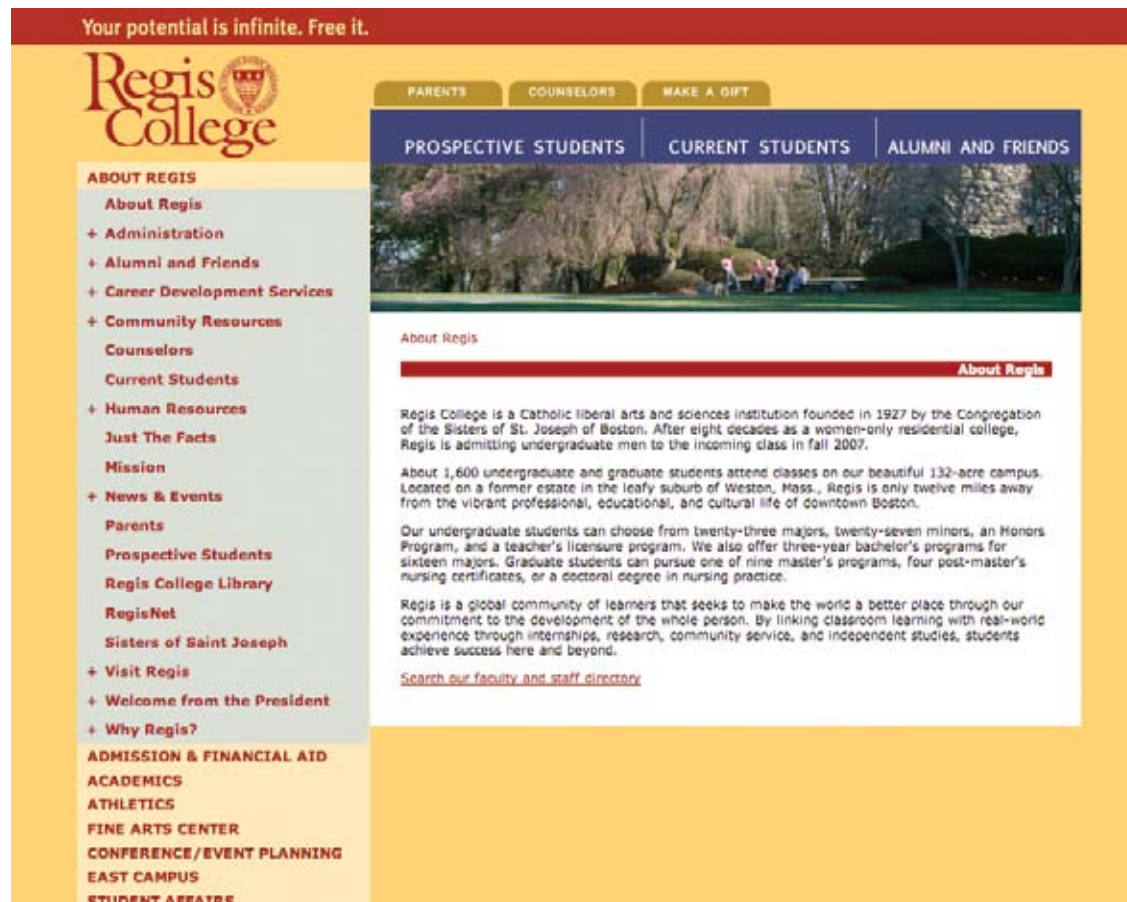 Your potential is infinite. Free it.
Regis
College
PARENTS
COUNSELORS
MAKE A GIFT
PROSPECTIVE STUDENTS
CURRENT STUDENTS
ALUMNI AND FRIENDS
ABOUT REGIS
About Regis
+ Administration
+ Alumni and Friends
+ Career Development Services
+ Community Resources
Counselors
Current Students
+ Human Resources
Just The Facts
Mission
+ News & Events
Parents
Prospective Students
Regis College Library
RegisNet
Sisters of Saint Joseph
+ Visit Regis
+ Welcome from the President
+ Why Regis?
ADMISSION & FINANCIAL AID
ACADEMICS
ATHLETICS
FINE ARTS CENTER
CONFERENCE/EVENT PLANNING
EAST CAMPUS
STUDENT AFFAIRS
About Regis
About Regis
Regis College is a Catholic liberal arts and sciences institution founded in 1927 by the Congregation
of the Sisters of St. Joseph of Boston. After eight decades as a women-only residential college,
Regis is admitting undergraduate men to the incoming class in fall 2007.
About 1,600 undergraduate and graduate students attend classes on our beautiful 132-acre campus.
Located on a former estate in the leafy suburb of Weston, Mass., Regis is only twelve miles away
from the vibrant professional, educational, and cultural life of downtown Boston.
Our undergraduate students can choose from twenty-three majors, twenty-seven minors, an Honors
Program, and a teacher's licensure program. We also offer three-year bachelor's programs for
sixteen majors. Graduate students can pursue one of nine master's programs, four post-master's
nursing certificates, or a doctoral degree in nursing practice.
Regis is a global community of learners that seeks to make the world a better place through our
commitment to the development of the whole person. By linking classroom learning with real-world
experience through internships, research, community service, and independent studies, students
achieve success here and beyond.
Search our faculty and staff directory